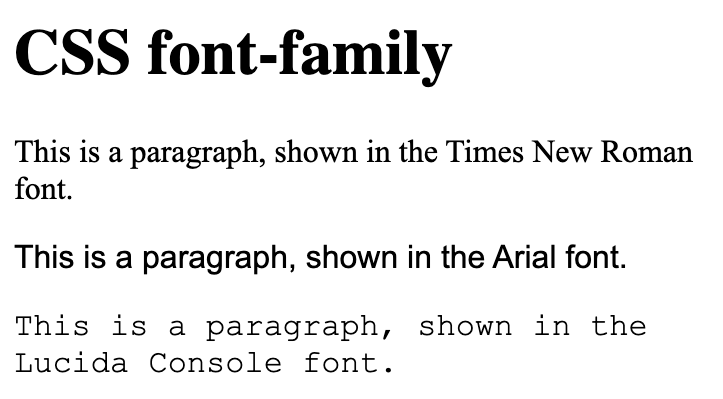 CSS font-family
This is a paragraph, shown in the Times New Roman
font.
This is a paragraph, shown in the Arial font.
This is a paragraph, shown in the
Lucida Console font.